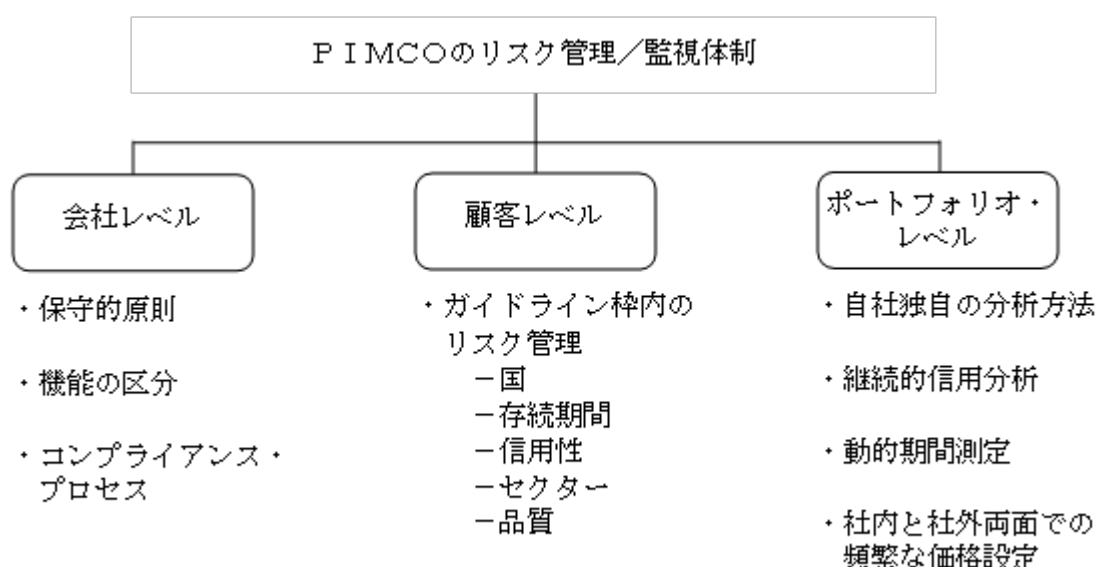 ＰＩＭＣＯのリスク管理／監視体制
会社レベル
・保守的原則
・機能の区分
・コンプライアンス・
プロセス
顧客レベル
・ガイドライン枠内の
リスク管理
－国
－存続期間
－信用性
－セクター
－品質
ポートフォリオ・
レベル
・自社独自の分析方法
・継続的信用分析
・動的期間測定
・社内と社外両面での
頻繁な価格設定